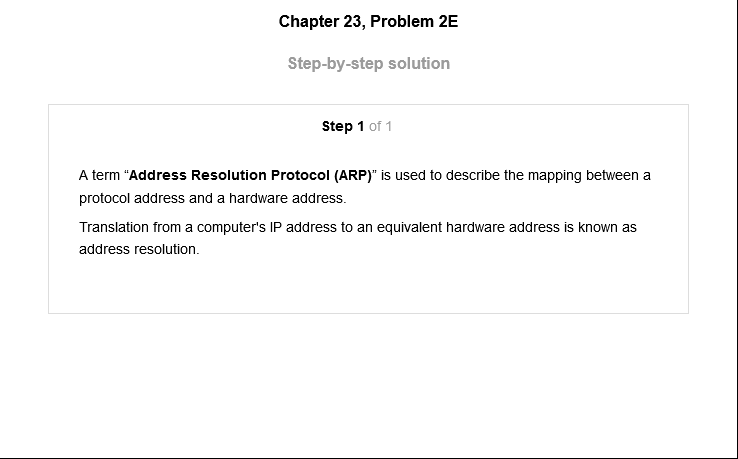 Chapter 23, Problem 2E
Step-by-step solution
Step 1 of 1
A term “Address Resolution Protocol (ARP)” is used to describe the mapping between a
protocol address and a hardware address.
Translation from a computer's IP address to an equivalent hardware address is known as
address resolution.